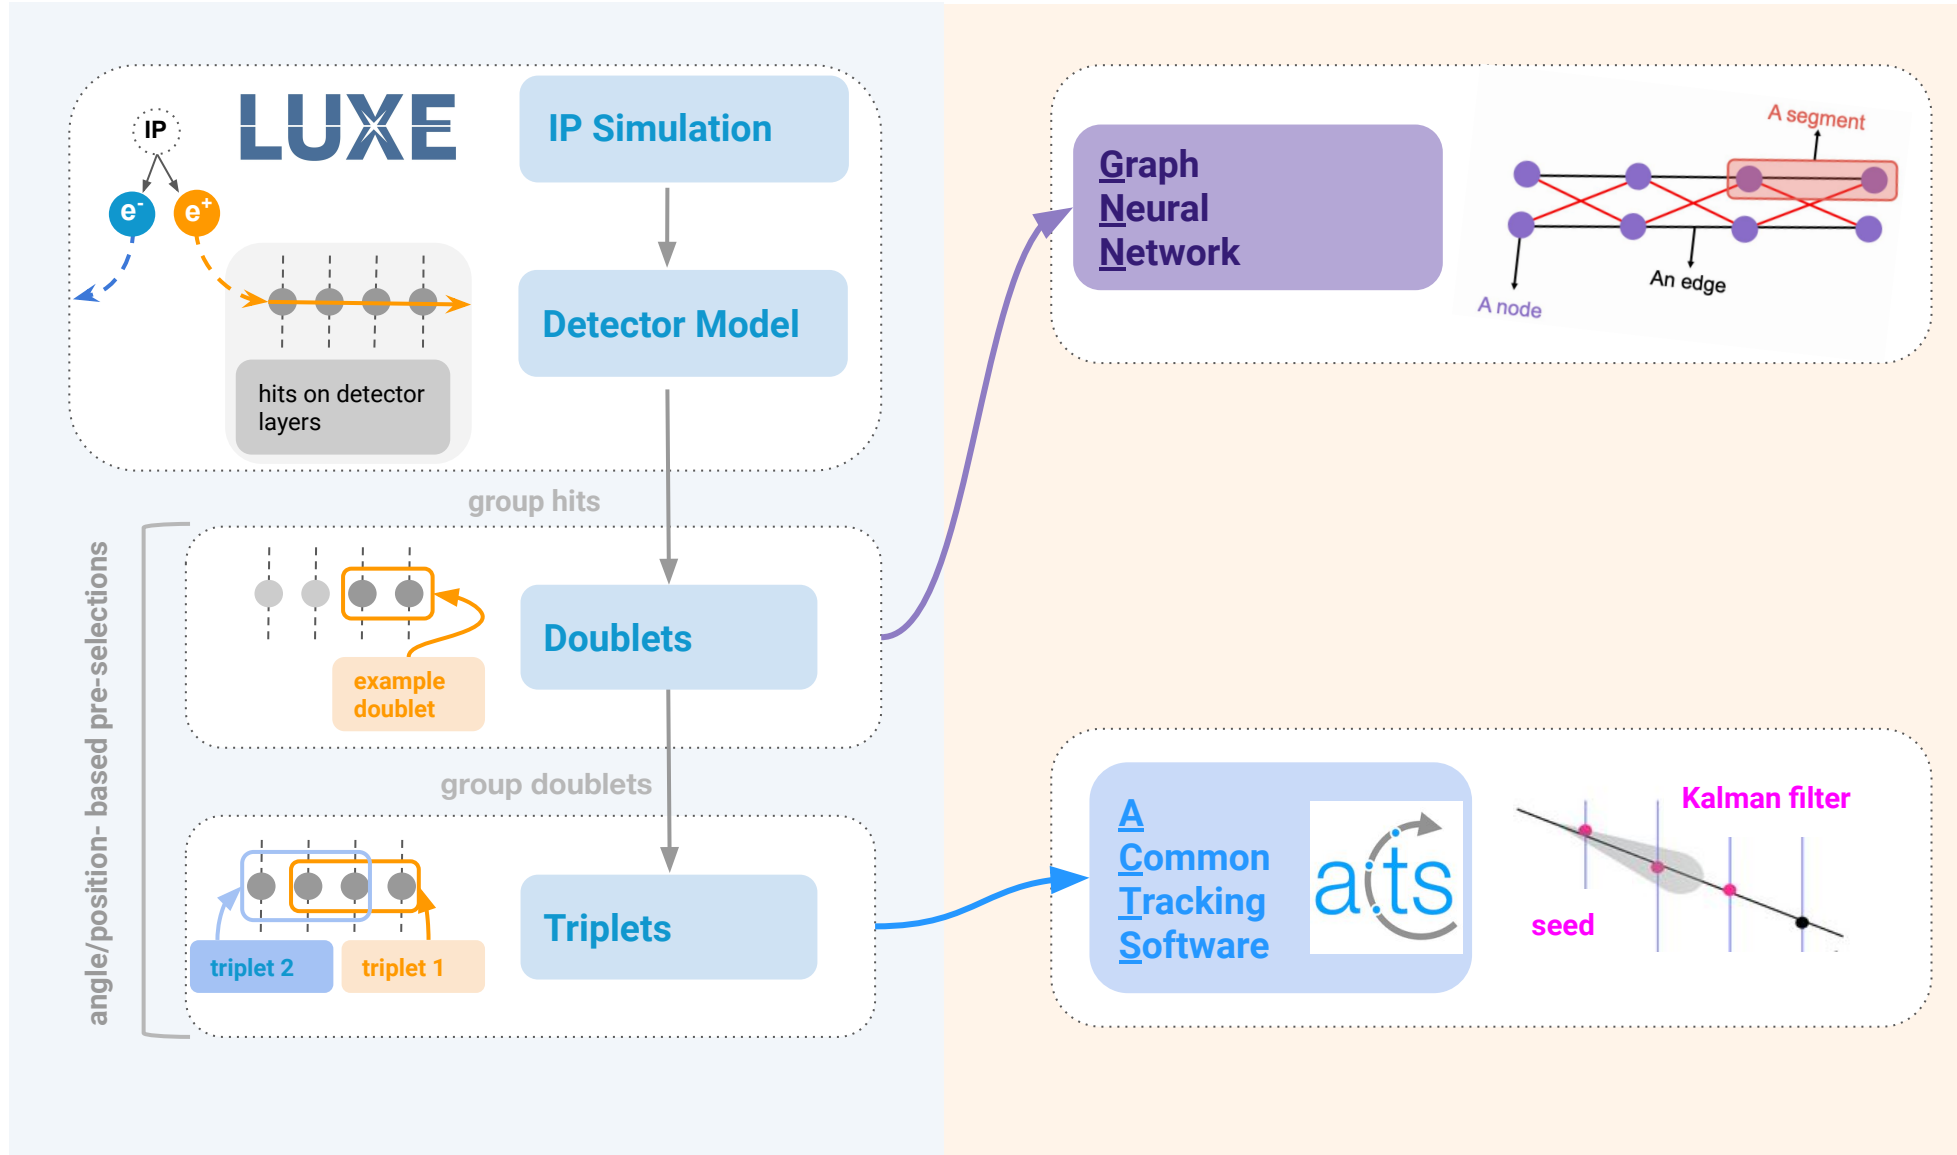 LUXE
IP
e-
e+
IP Simulation
Detector Model
hits on detector
layers
group hits
angle/position- based pre-selections
Doublets
example
doublet
group doublets
Triplets
triplet 2
triplet 1
Graph
Neural
Network
A segment
An edge
A node
A
Common
Tracking
Software
acts
Kalman filter
seed